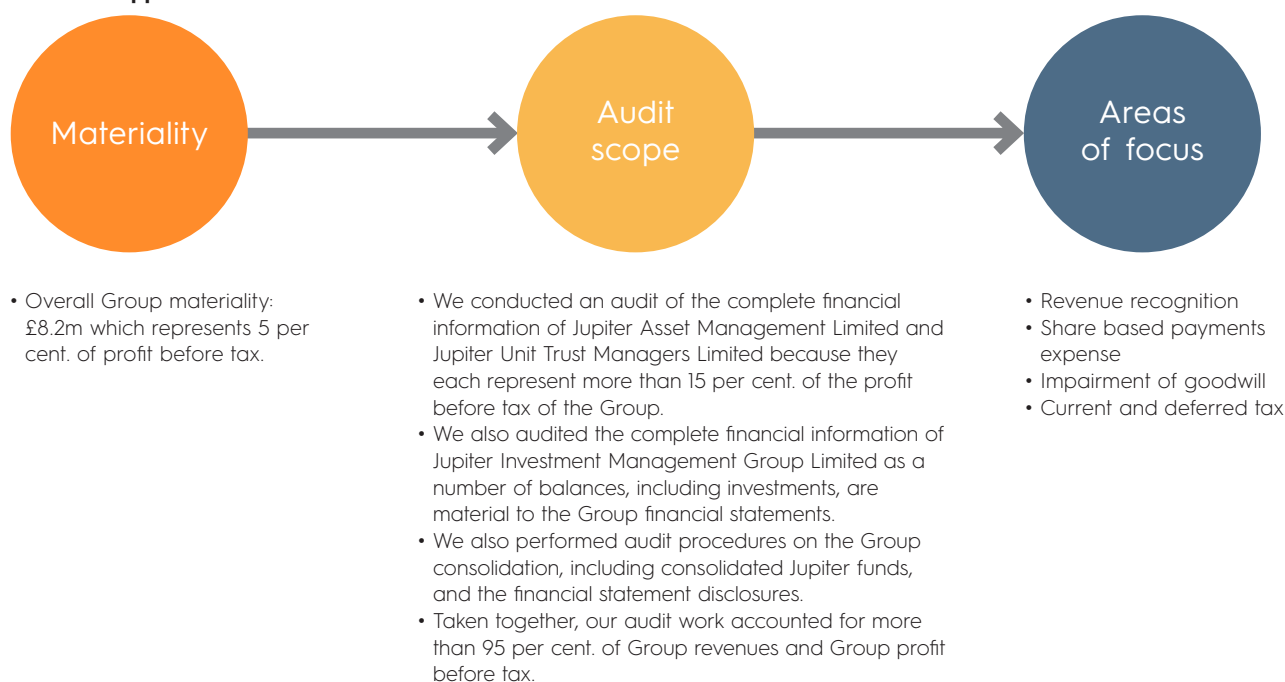 Materiality
Audit
scope
Areas
of focus
• Overall Group materiality:
£8.2m which represents 5 per
cent. of profit before tax.
• We conducted an audit of the complete financial
information of Jupiter Asset Management Limited and
Jupiter Unit Trust Managers Limited because they
each represent more than 15 per cent. of the profit
before tax of the Group.
• We also audited the complete financial information of
Jupiter Investment Management Group Limited as a
number of balances, including investments, are
material to the Group financial statements.
• We also performed audit procedures on the Group
consolidation, including consolidated Jupiter funds,
and the financial statement disclosures.
• Taken together, our audit work accounted for more
than 95 per cent. of Group revenues and Group profit
before tax.
• Revenue recognition
• Share based payments
expense
• Impairment of goodwill
• Current and deferred tax